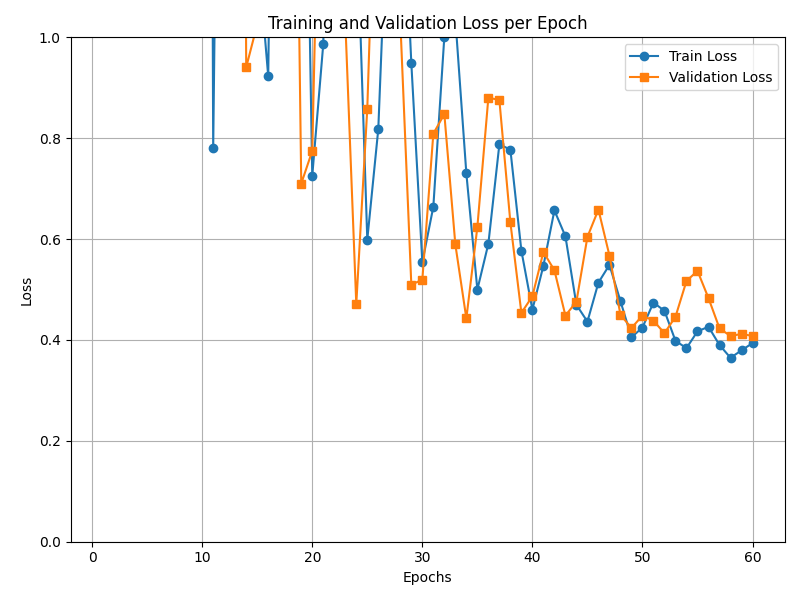 Training and Validation Loss per Epoch
Train Loss
Validation Loss
1.0
0.8
0.6
0.4
0.2
0.0
Loss
0 10 20 30 40 50 60
Epochs